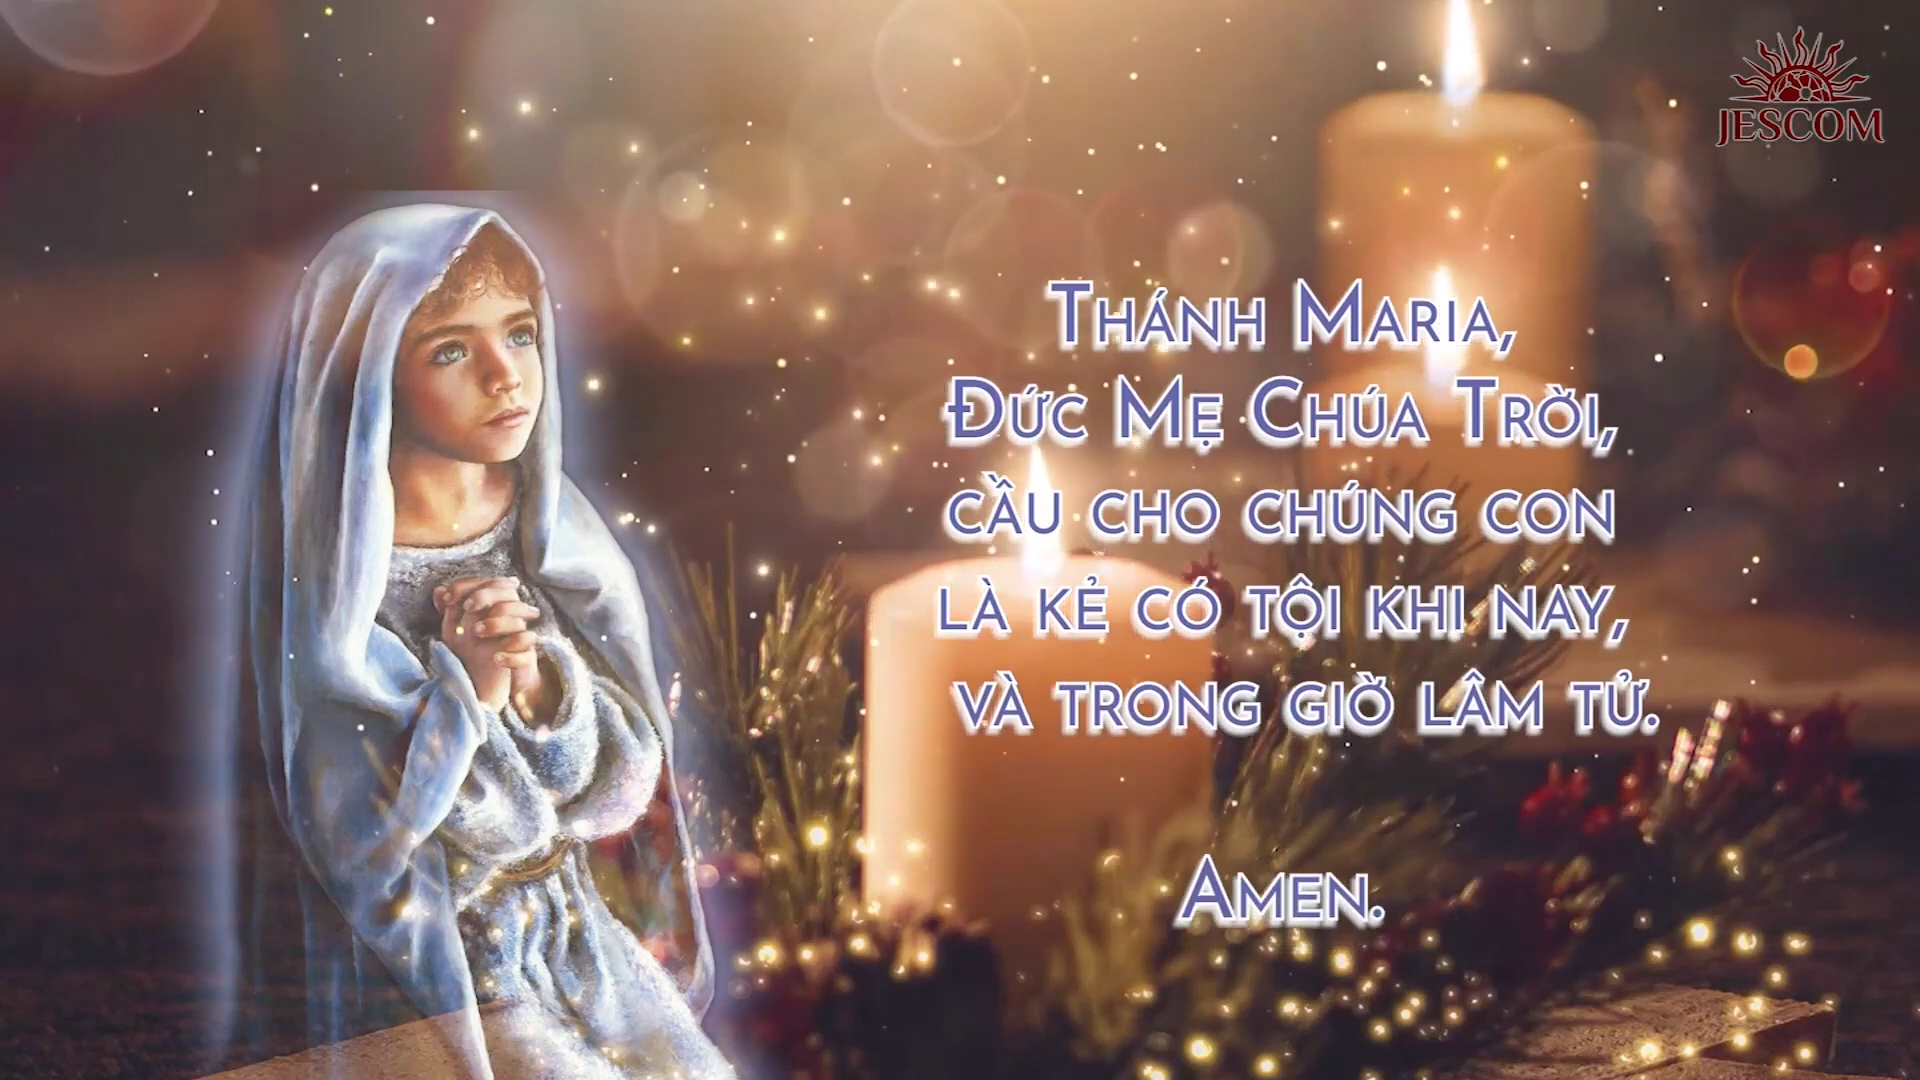 JESCOM
Thánh Maria,
Đức Mẹ Chúa Trời,
cầu cho chúng con
là kẻ có tội khi nay,
và trong giờ lâm tử.
Amen.